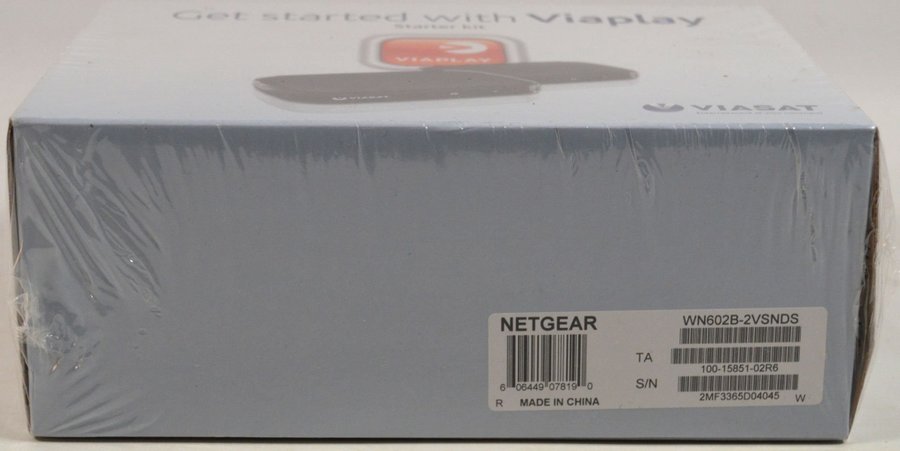 Get started with Viaplay
Starter kit
VIAPLAY
VIASAT
VIASAT
NETGEAR
WN602B-2VSNDS
TA
100-15851-02R6
6 06449 07819 0
S/N
2MF3365D04045
R MADE IN CHINA W